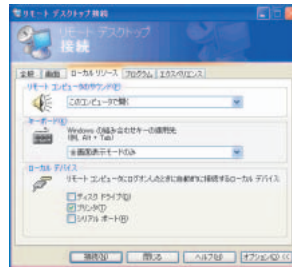 リモート デスクトップ接続
リモート デスクトップ
接続
全般 画面 ローカル リソース プログラム エクスペリエンス
リモート コンピュータのサウンド(E)
このコンピュータで聞く
キーボード(K)
Windows の組み合わせキーの適用先
(例, Alt + Tab)
全画面表示モードのみ
ローカル デバイス
リモート コンピュータにログオンしたときに自動的に接続するローカル デバイス
ディスク ドライブ(D)
プリンタ(T)
シリアル ポート(R)
接続(N) 閉じる ヘルプ(H) オプション(O) <<